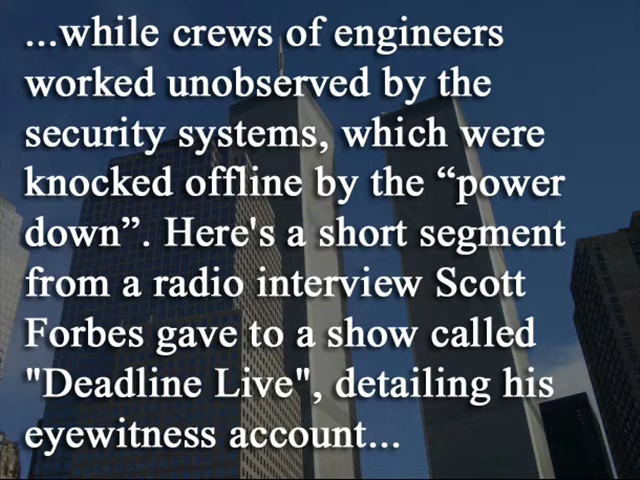 ...while crews of engineers
worked unobserved by the
security systems, which were
knocked offline by the “power
down”. Here's a short segment
from a radio interview Scott
Forbes gave to a show called
"Deadline Live", detailing his
eyewitness account...